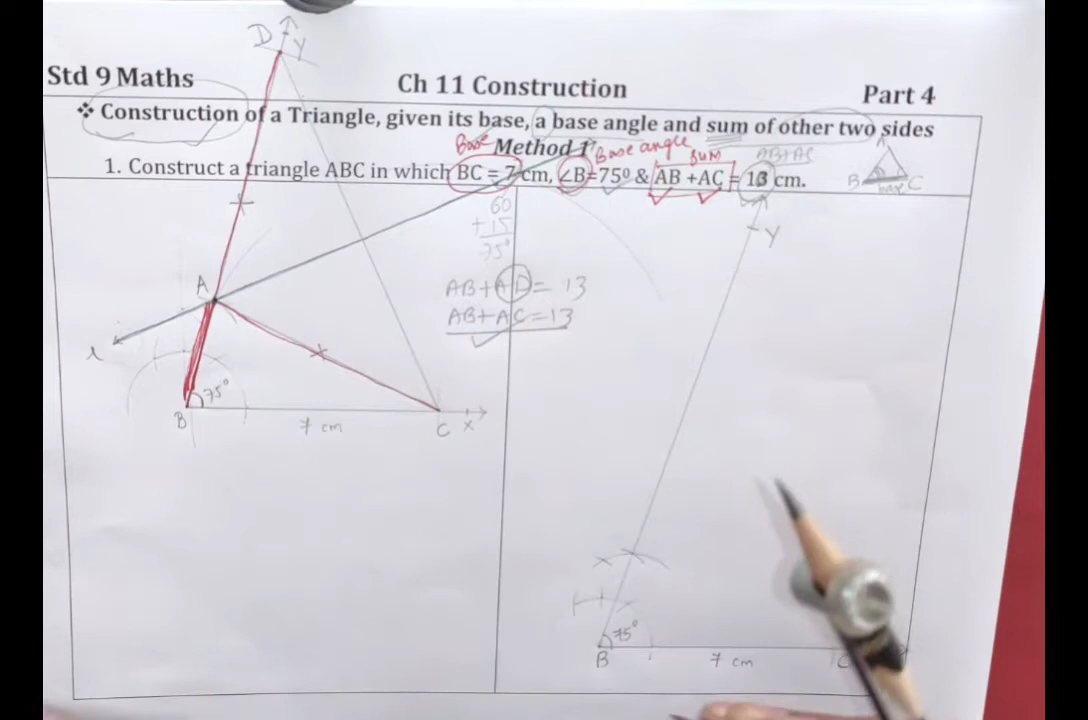 D
Y
Std 9 Maths Ch 11 Construction Part 4
❖ Construction of a Triangle, given its base, a base angle and sum of other two sides
Base Method 1 Base angle sum AB+AC A
1. Construct a triangle ABC in which BC = 7 cm, ∠B=75° & AB +AC = 13 cm.
B base C
60
+15
75°
Y
A
AB+AD = 13
AB+AC=13
l
75°
B 7 cm C x
75°
B 7 cm C